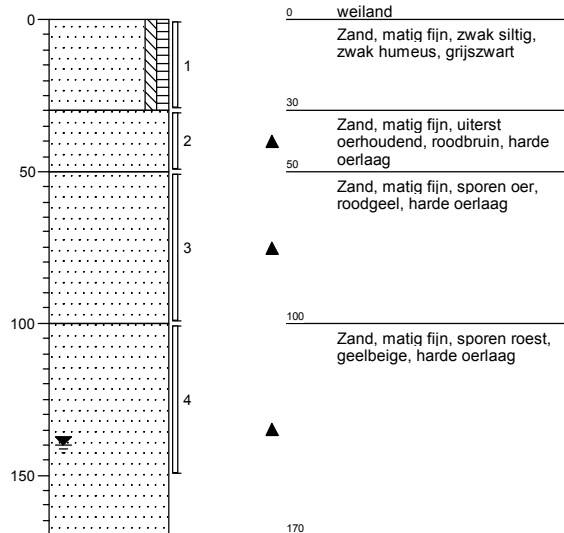 0
1
2
50
3
100
4
150
0
weiland
Zand, matig fijn, zwak siltig,
zwak humeus, grijszwart
30
Zand, matig fijn, uiterst
oerhoudend, roodbruin, harde
oerlaag
50
Zand, matig fijn, sporen oer,
roodgeel, harde oerlaag
100
Zand, matig fijn, sporen roest,
geelbeige, harde oerlaag
170